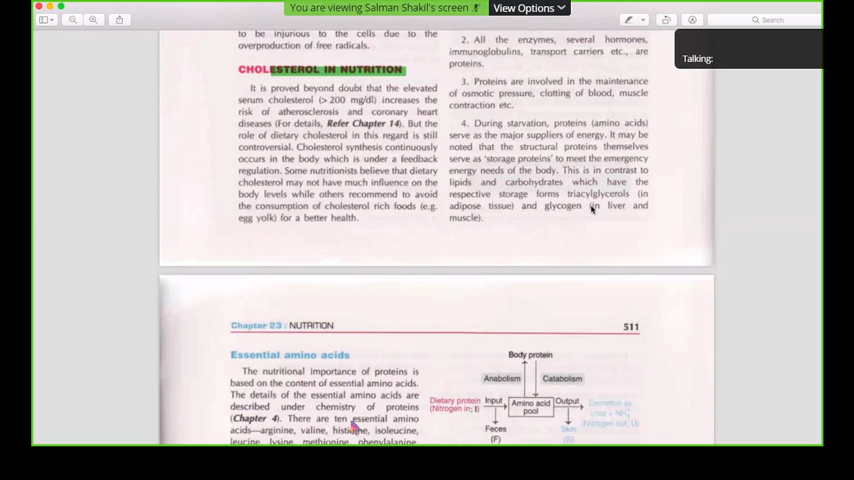 You are viewing Salman Shakil's screen
View Options
Search
Talking:
to be injurious to the cells due to the
overproduction of free radicals.
CHOLESTEROL IN NUTRITION
It is proved beyond doubt that the elevated
serum cholesterol (>200 mg/dl) increases the
risk of atherosclerosis and coronary heart
diseases (For details, Refer Chapter 14). But the
role of dietary cholesterol in this regard is still
controversial. Cholesterol synthesis continuously
occurs in the body which is under a feedback
regulation. Some nutritionists believe that dietary
cholesterol may not have much influence on the
body levels while others recommend to avoid
the consumption of cholesterol rich foods (e.g.
egg yolk) for a better health.
2. All the enzymes, several hormones,
immunoglobulins, transport carriers etc., are
proteins.
3. Proteins are involved in the maintenance
of osmotic pressure, clotting of blood, muscle
contraction etc.
4. During starvation, proteins (amino acids)
serve as the major suppliers of energy. It may be
noted that the structural proteins themselves
serve as 'storage proteins' to meet the emergency
energy needs of the body. This is in contrast to
lipids and carbohydrates which have the
respective storage forms triacylglycerols (in
adipose tissue) and glycogen (in liver and
muscle).
Chapter 23 : NUTRITION
511
Essential amino acids
The nutritional importance of proteins is
based on the content of essential amino acids.
The details of the essential amino acids are
described under chemistry of proteins
(Chapter 4). There are ten essential amino
acids—arginine, valine, histidine, isoleucine,
leucine, lysine, methionine, phenylalanine,
Body protein
Anabolism
Catabolism
Dietary protein
(Nitrogen in; I)
Input
Amino acid
pool
Output
Excretion as
urea + NH4+
(Nitrogen out; U)
Feces
(F)
Skin
(S)